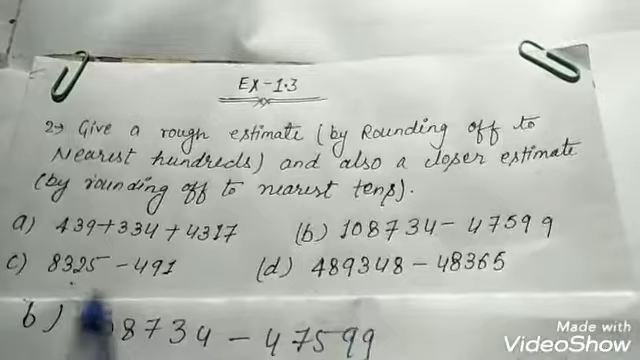 EX-1.3
2→ Give a rough estimate (by Rounding off to
Nearest hundreds) and also a closer estimate
(by rounding off to nearest tens).
a) 439+334+4317 (b) 108734-47599
c) 8325-491 (d) 489348-48365
b) 8734-47599
Made with
VideoShow